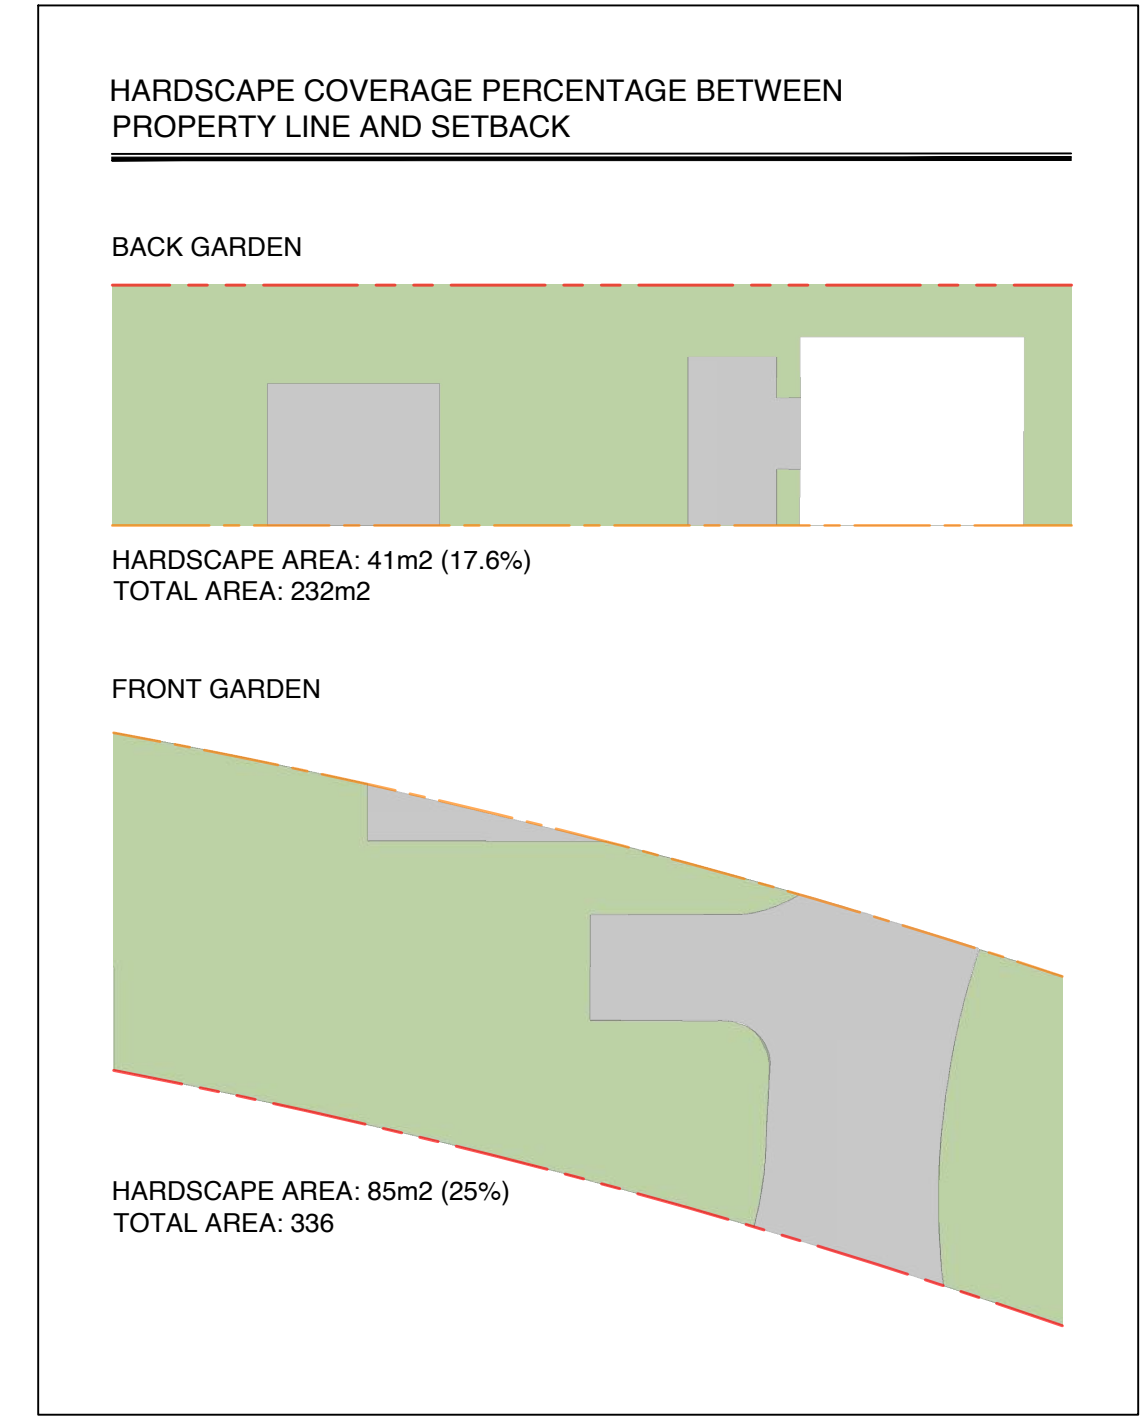 HARDSCAPE COVERAGE PERCENTAGE BETWEEN
PROPERTY LINE AND SETBACK
BACK GARDEN
HARDSCAPE AREA: 41m2 (17.6%)
TOTAL AREA: 232m2
FRONT GARDEN
HARDSCAPE AREA: 85m2 (25%)
TOTAL AREA: 336